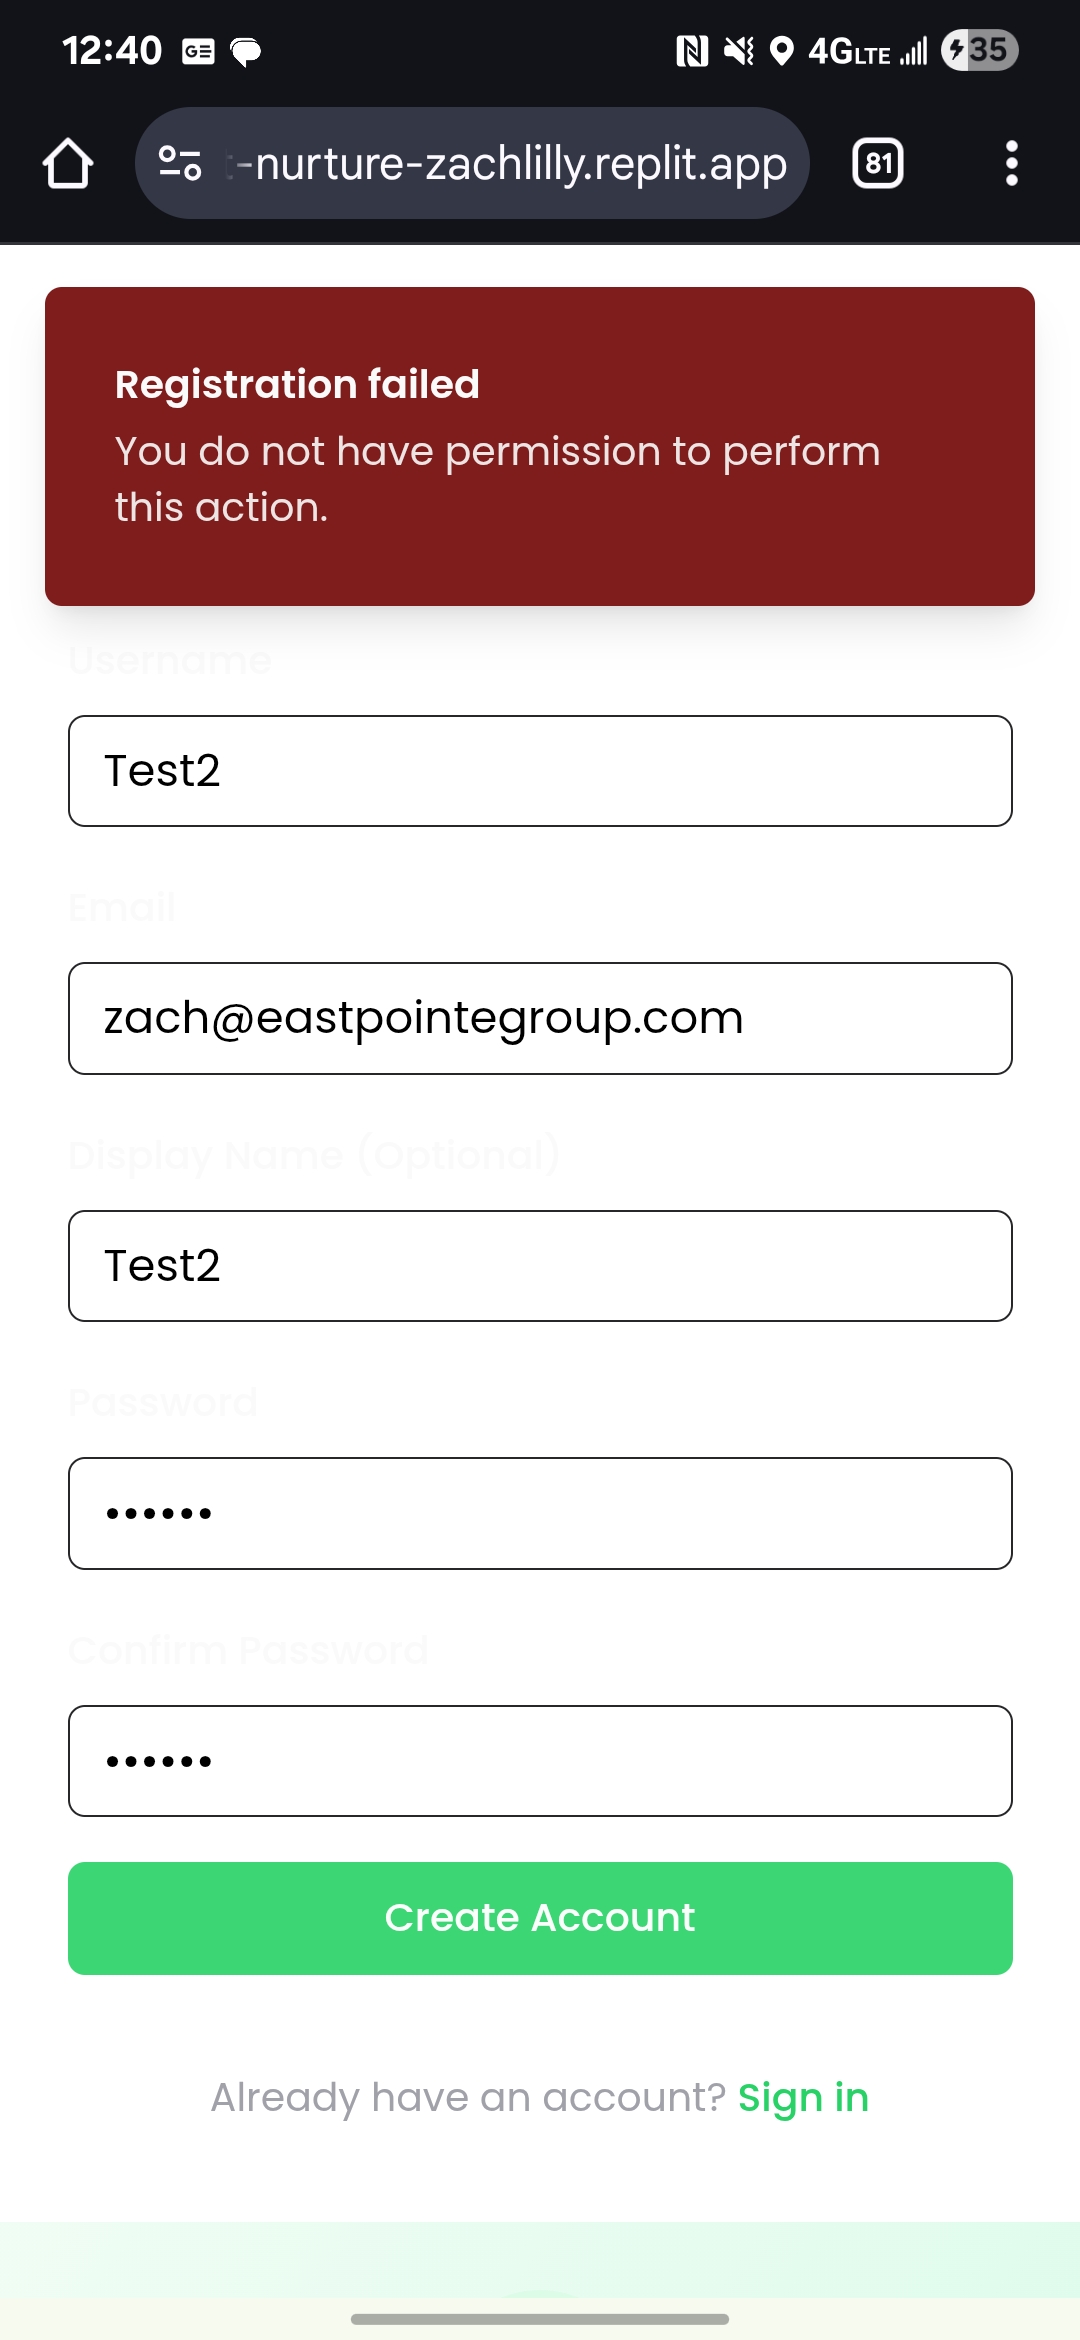 12:40 GE 4GLTE 35
-nurture-zachlilly.replit.app 81
Registration failed
You do not have permission to perform
this action.
Username
Test2
Email
zach@eastpointegroup.com
Display Name (Optional)
Test2
Password
••••••
Confirm Password
••••••
Create Account
Already have an account? Sign in